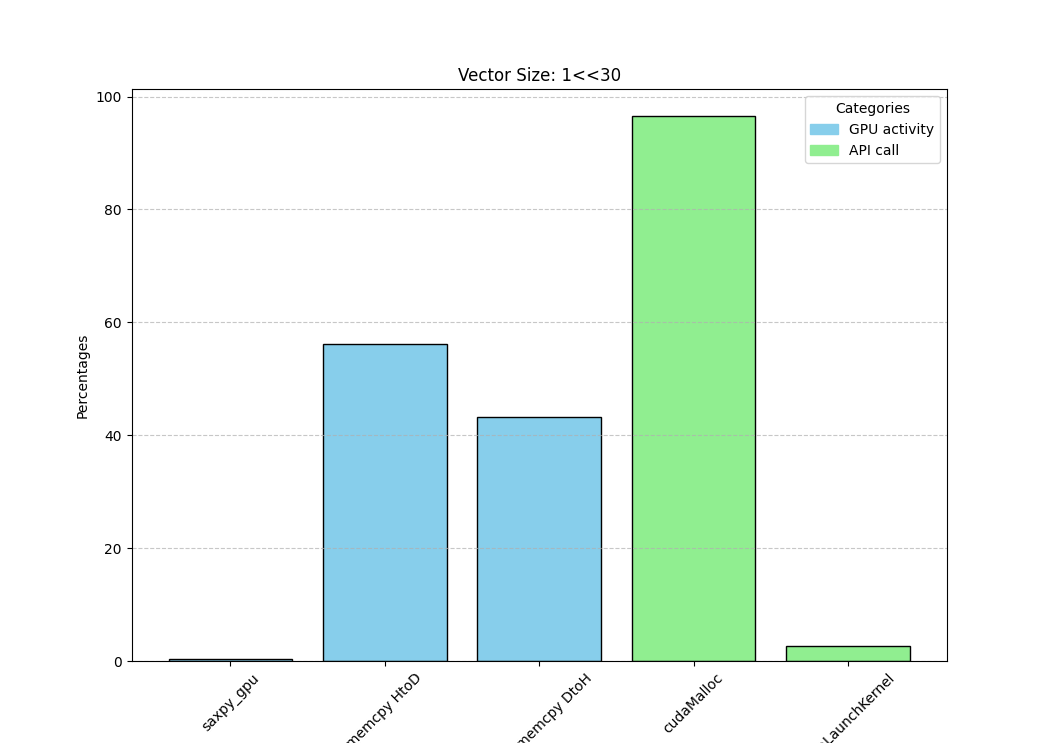 Vector Size: 1<<30
Categories
GPU activity
API call
Percentages
100
80
60
40
20
0
saxpy_gpu
memcpy HtoD
memcpy DtoH
cudaMalloc
LaunchKernel